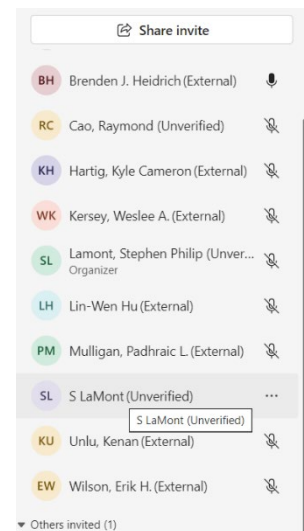 Share invite
BH Brenden J. Heidrich (External)
RC Cao, Raymond (Unverified)
KH Hartig, Kyle Cameron (External)
WK Kersey, Weslee A. (External)
SL Lamont, Stephen Philip (Unver...
Organizer
LH Lin-Wen Hu (External)
PM Mulligan, Padhraic L. (External)
SL S LaMont (Unverified)
S LaMont (Unverified)
KU Unlu, Kenan (External)
EW Wilson, Erik H. (External)
Others invited (1)